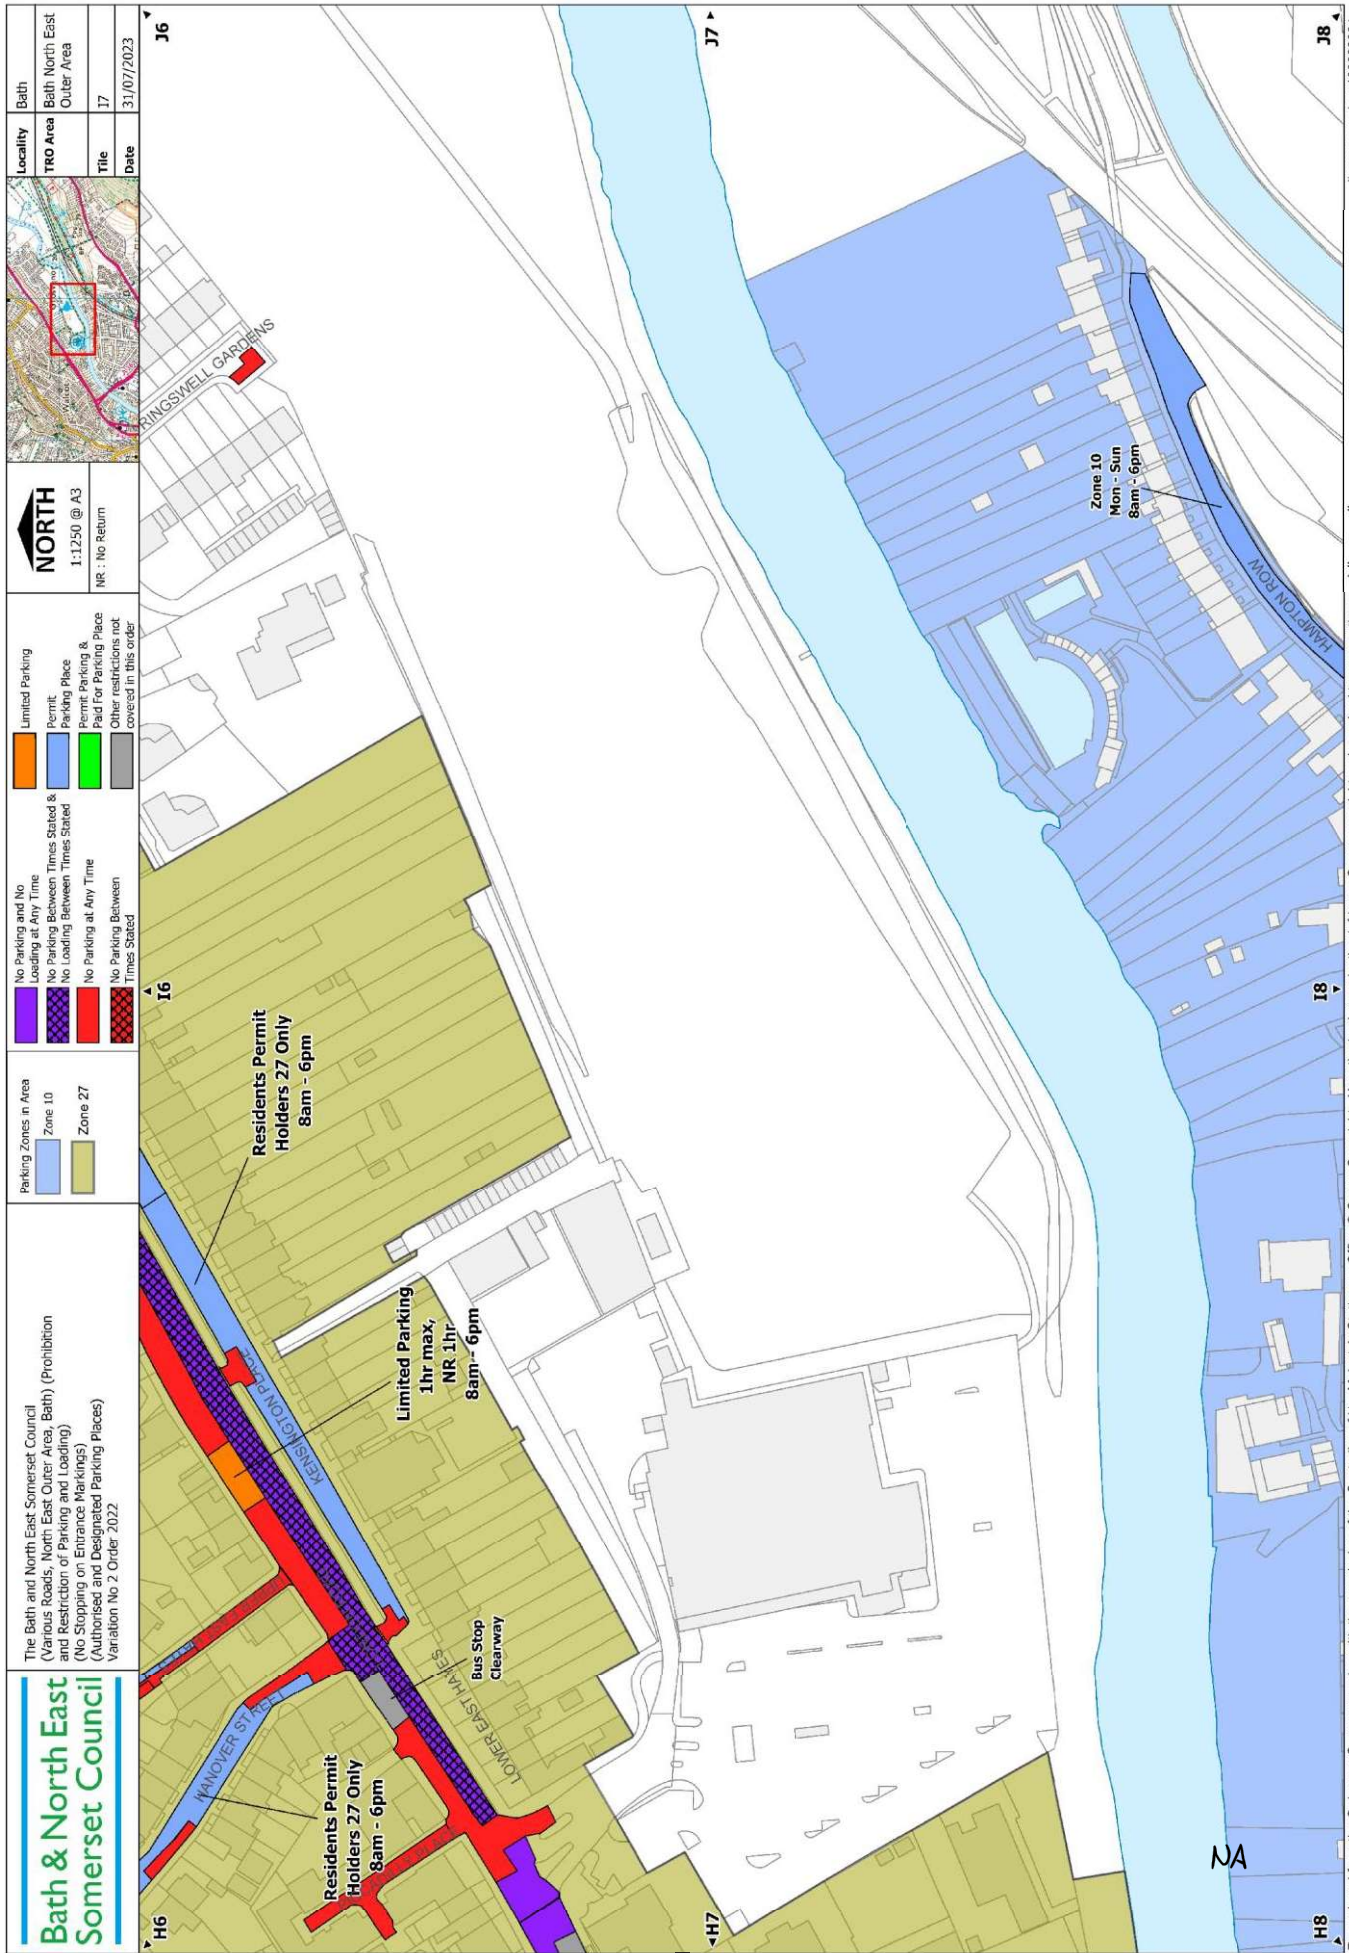 Bath & North East
Somerset Council
The Bath and North East Somerset Council
(Various Roads, North East Outer Area, Bath) (Prohibition
and Restriction of Parking and Loading)
(No Stopping on Entrance Markings)
(Authorised and Designated Parking Places)
Variation No 2 Order 2022
Parking Zones in Area
Zone 10
Zone 27
No Parking and No
Loading at Any Time
No Parking Between Times Stated &
No Loading Between Times Stated
No Parking at Any Time
No Parking Between
Times Stated
Limited Parking
Permit
Parking Place
Permit Parking &
Paid For Parking Place
Other restrictions not
covered in this order
NORTH
1:1250 @ A3
NR : No Return
Locality
Bath
TRO Area
Bath North East
Outer Area
Tile
I7
Date
31/07/2023
H6
I6
J6
HANOVER STREET
Residents Permit
Holders 27 Only
8am - 6pm
Bus Stop
Clearway
LOWER EAST HAYES
KENSINGTON PLACE
Limited Parking
1hr max,
NR 1hr
8am - 6pm
Residents Permit
Holders 27 Only
8am - 6pm
RINGSWELL GARDENS
H7
J7
Zone 10
Mon - Sun
8am - 6pm
HAMPTON ROW
NA
H8
I8
J8